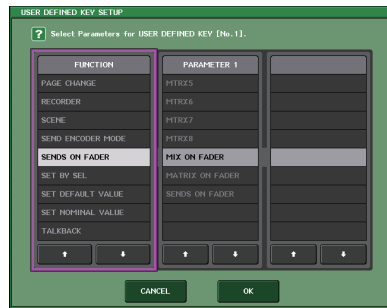 USER DEFINED KEY SETUP
? Select Parameters for USER DEFINED KEY [No.1].
FUNCTION
PAGE CHANGE
RECORDER
SCENE
SEND ENCODER MODE
SENDS ON FADER
SET BY SEL
SET DEFAULT VALUE
SET NOMINAL VALUE
TALKBACK
PARAMETER 1
MTRX5
MTRX6
MTRX7
MTRX8
MIX ON FADER
MATRIX ON FADER
SENDS ON FADER
CANCEL
OK